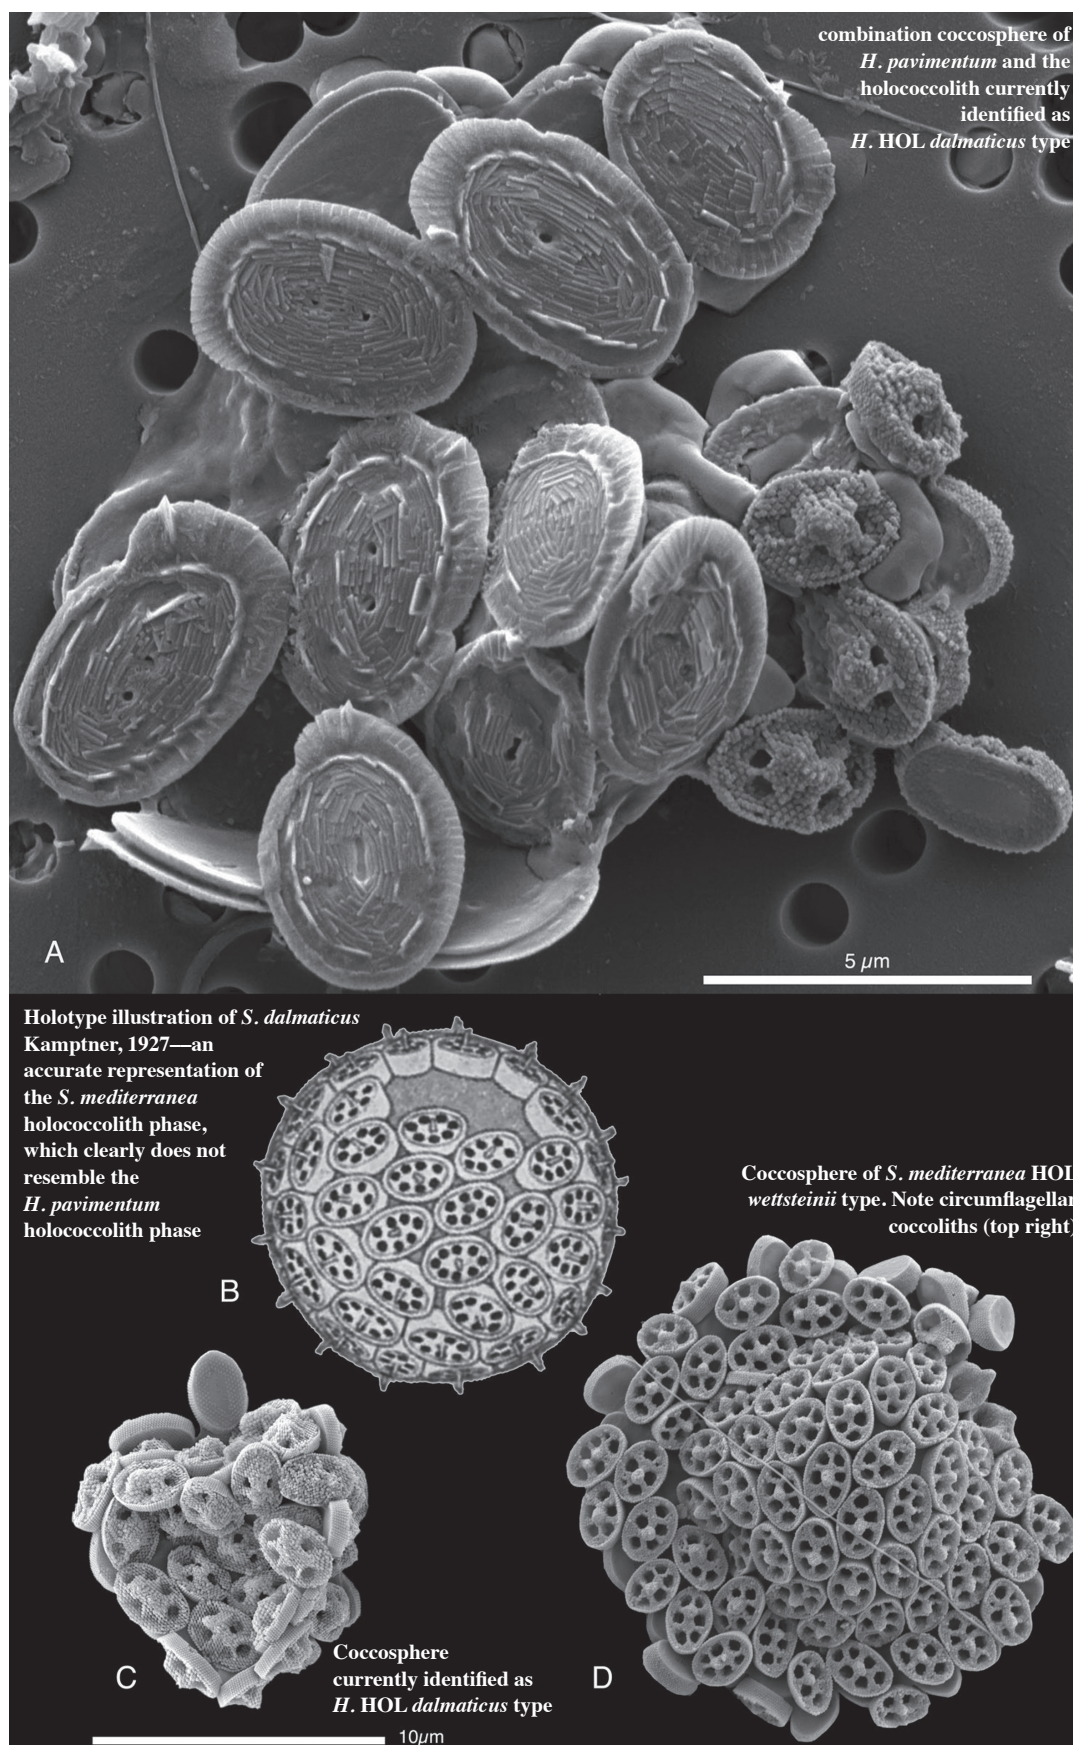 combination coccosphere of
H. pavimentum and the
holococcolith currently
identified as
H. HOL dalmaticus type
A
5 µm
Holotype illustration of S. dalmaticus
Kamptner, 1927—an
accurate representation of
the S. mediterranea
holococcolith phase,
which clearly does not
resemble the
H. pavimentum
holococcolith phase
B
Coccosphere of S. mediterranea HOL
wettsteinii type. Note circumflagellar
coccoliths (top right)
C
Coccosphere
currently identified as
H. HOL dalmaticus type
D
10µm